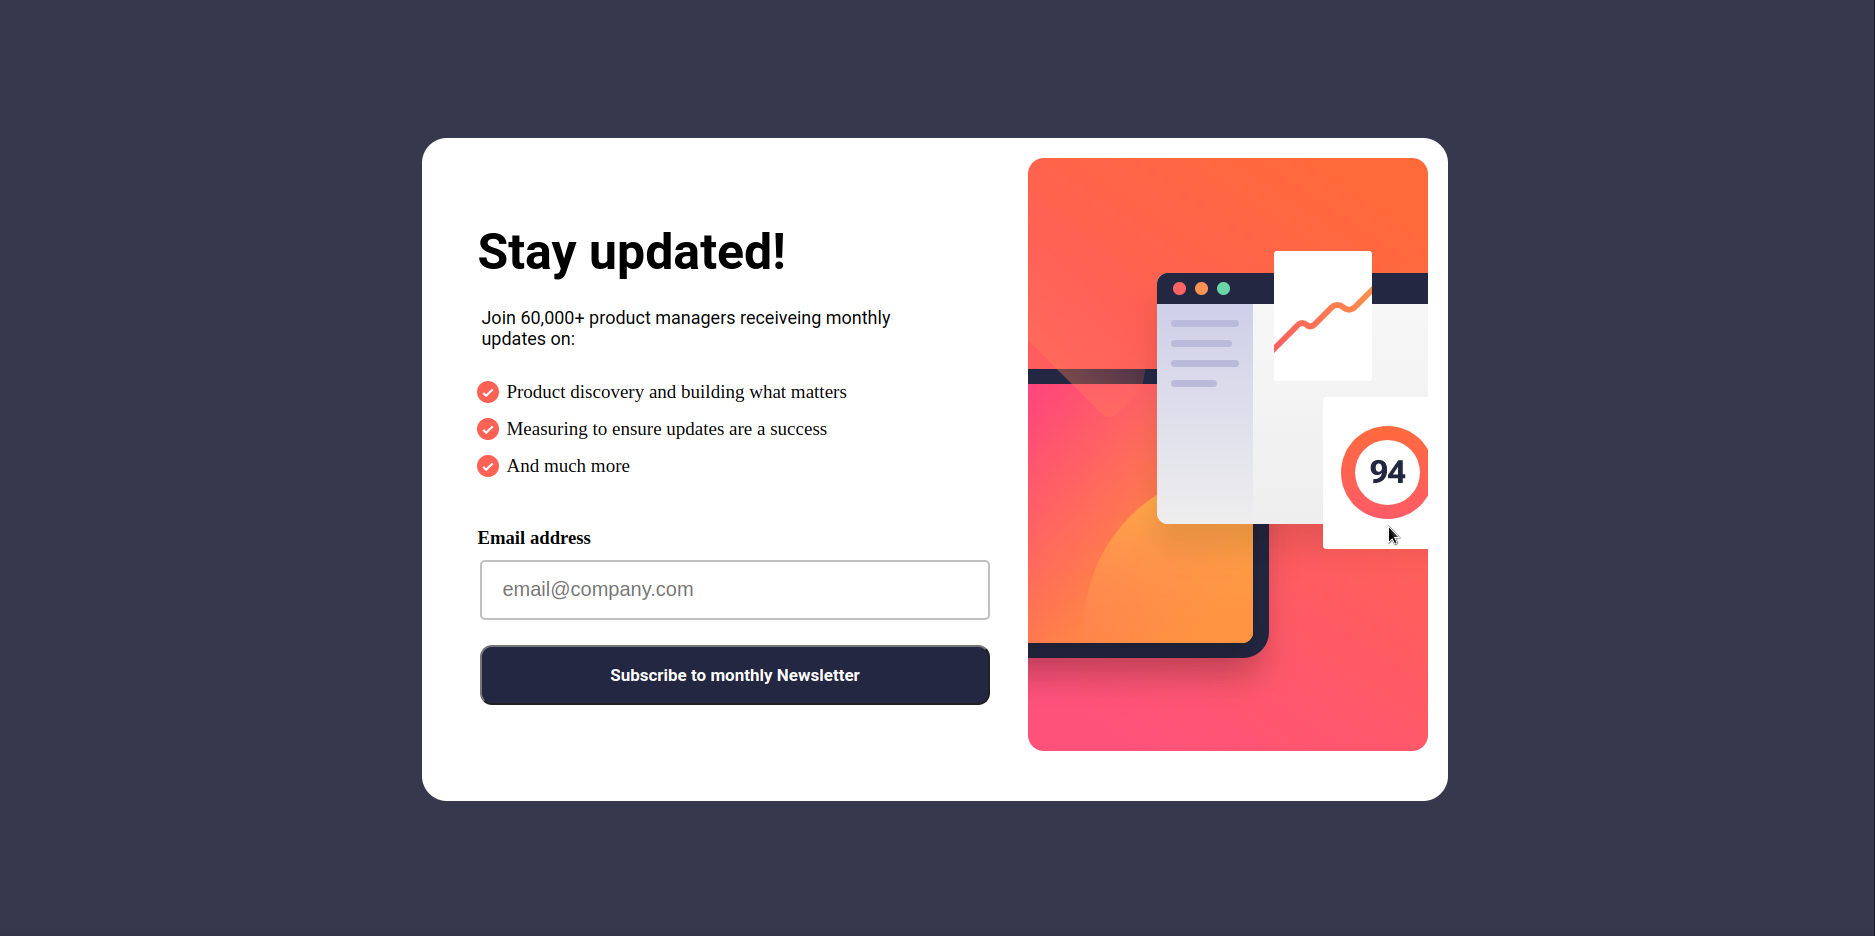 Stay updated!
Join 60,000+ product managers receiveing monthly
updates on:
Product discovery and building what matters
Measuring to ensure updates are a success
And much more
Email address
email@company.com
Subscribe to monthly Newsletter
94